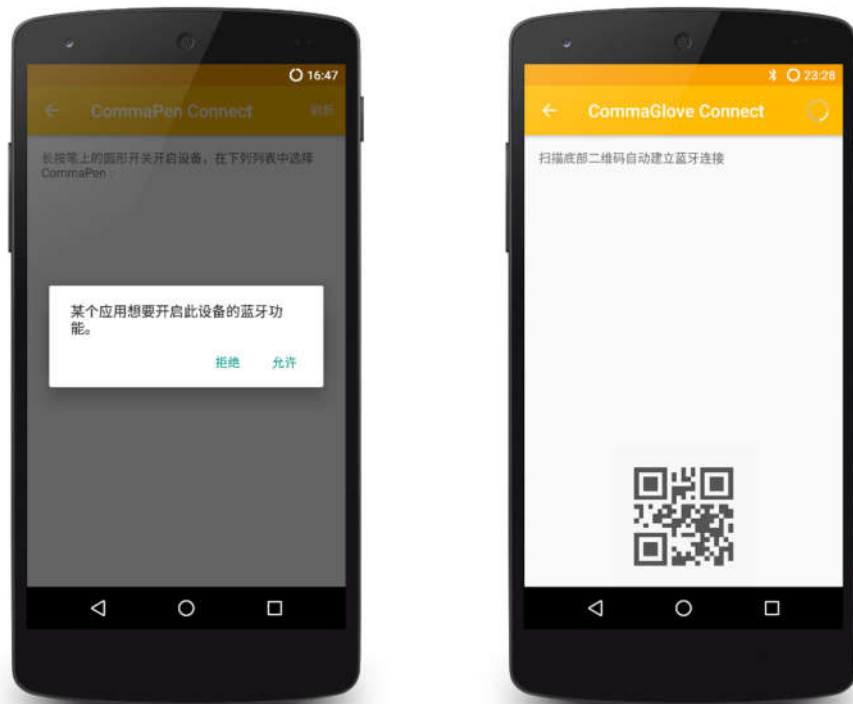 16:47
CommaPen Connect
刷新
长按笔上的圆形开关开启设备，在下列列表中选择
CommaPen :
某个应用想要开启此设备的蓝牙功
能。
拒绝 允许
23:28
CommaGlove Connect
扫描底部二维码自动建立蓝牙连接